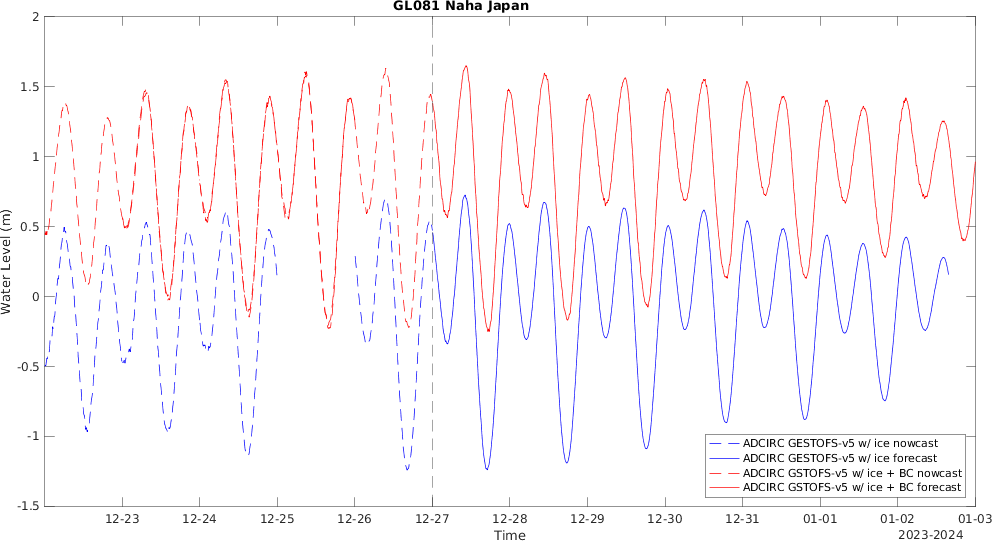 GL081 Naha Japan
Water Level (m)
2
1.5
1
0.5
0
-0.5
-1
-1.5
ADCIRC GESTOFS-v5 w/ ice nowcast
ADCIRC GESTOFS-v5 w/ ice forecast
ADCIRC GSTOFS-v5 w/ ice + BC nowcast
ADCIRC GSTOFS-v5 w/ ice + BC forecast
12-23 12-24 12-25 12-26 12-27 12-28 12-29 12-30 12-31 01-01 01-02 01-03
Time
2023-2024